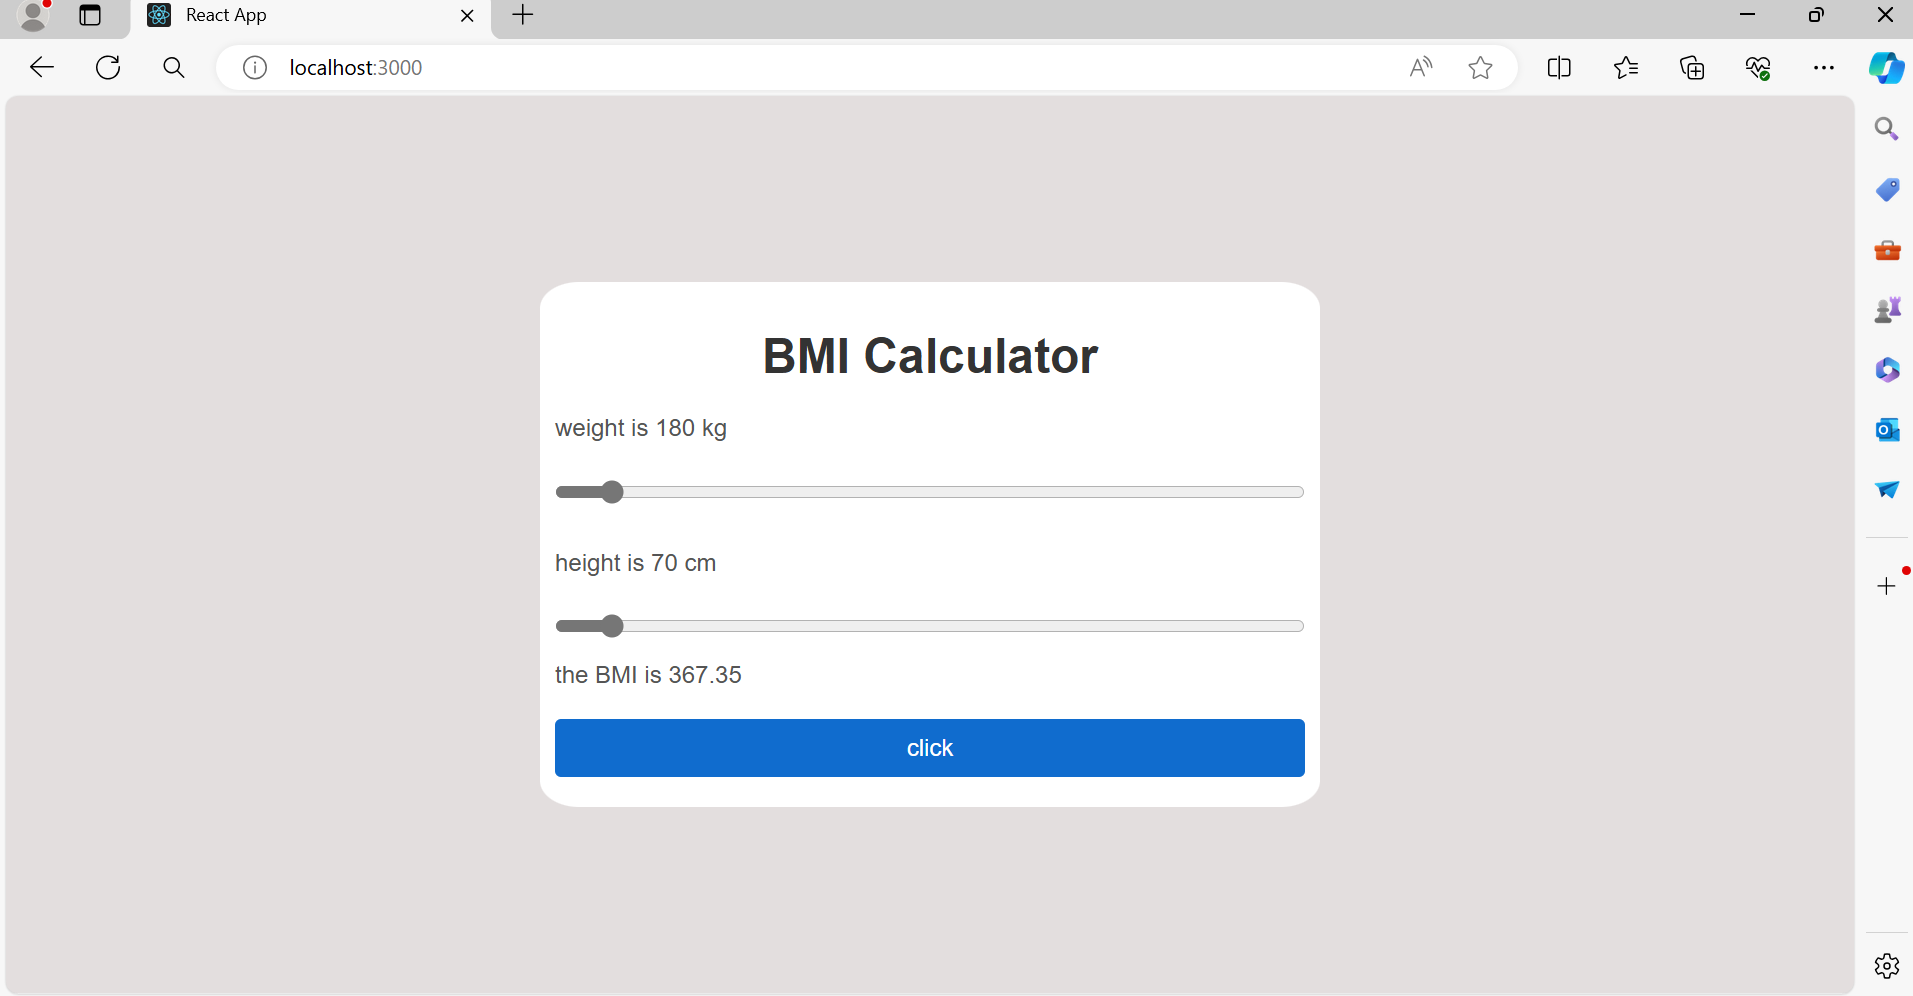 React App
localhost:3000
BMI Calculator
weight is 180 kg
height is 70 cm
the BMI is 367.35
click